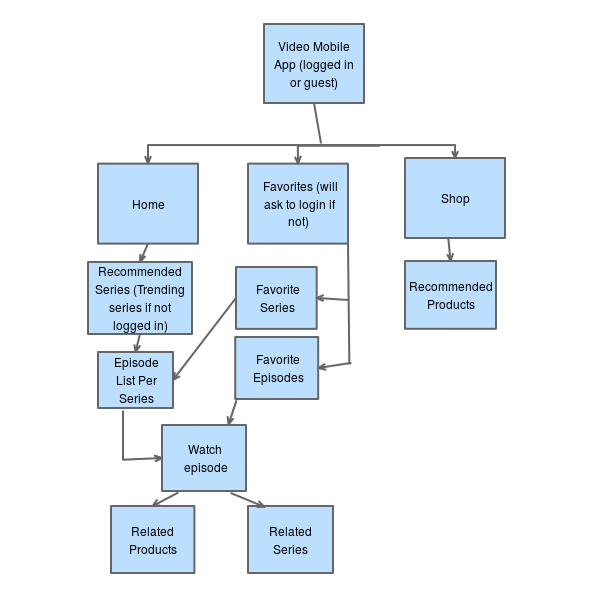 Video Mobile
App (logged in
or guest)
Home
Favorites (will
ask to login if
not)
Shop
Recommended
Series (Trending
series if not
logged in)
Favorite
Series
Recommended
Products
Episode
List Per
Series
Favorite
Episodes
Watch
episode
Related
Products
Related
Series